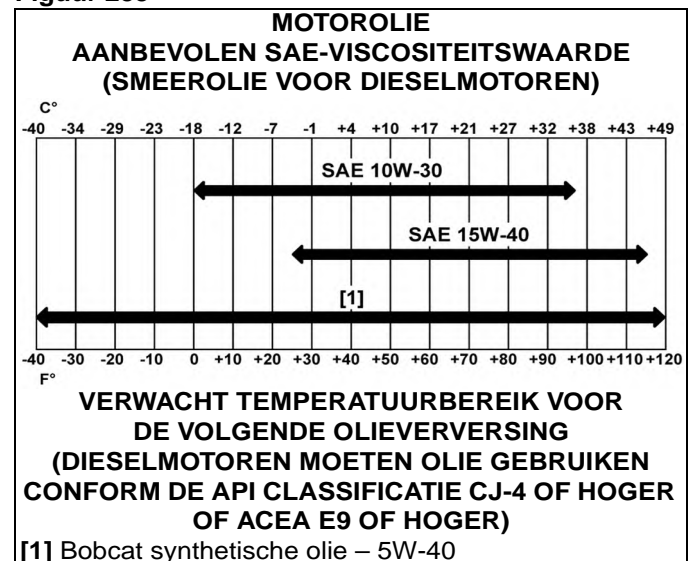 MOTOROLIE
AANBEVOLEN SAE-VISCOSITEITSWAARDE
(SMEEROLIE VOOR DIESELMOTOREN)
C°
-40 -34 -29 -23 -18 -12 -7 -1 +4 +10 +17 +21 +27 +32 +38 +43 +49
SAE 10W-30
SAE 15W-40
[1]
-40 -30 -20 -10 0 +10 +20 +30 +40 +50 +60 +70 +80 +90 +100 +110 +120
F°
VERWACHT TEMPERATUURBEREIK VOOR
DE VOLGENDE OLIEVERVERSING
(DIESELMOTOREN MOETEN OLIE GEBRUIKEN
CONFORM DE API CLASSIFICATIE CJ-4 OF HOGER
OF ACEA E9 OF HOGER)
[1] Bobcat synthetische olie – 5W-40